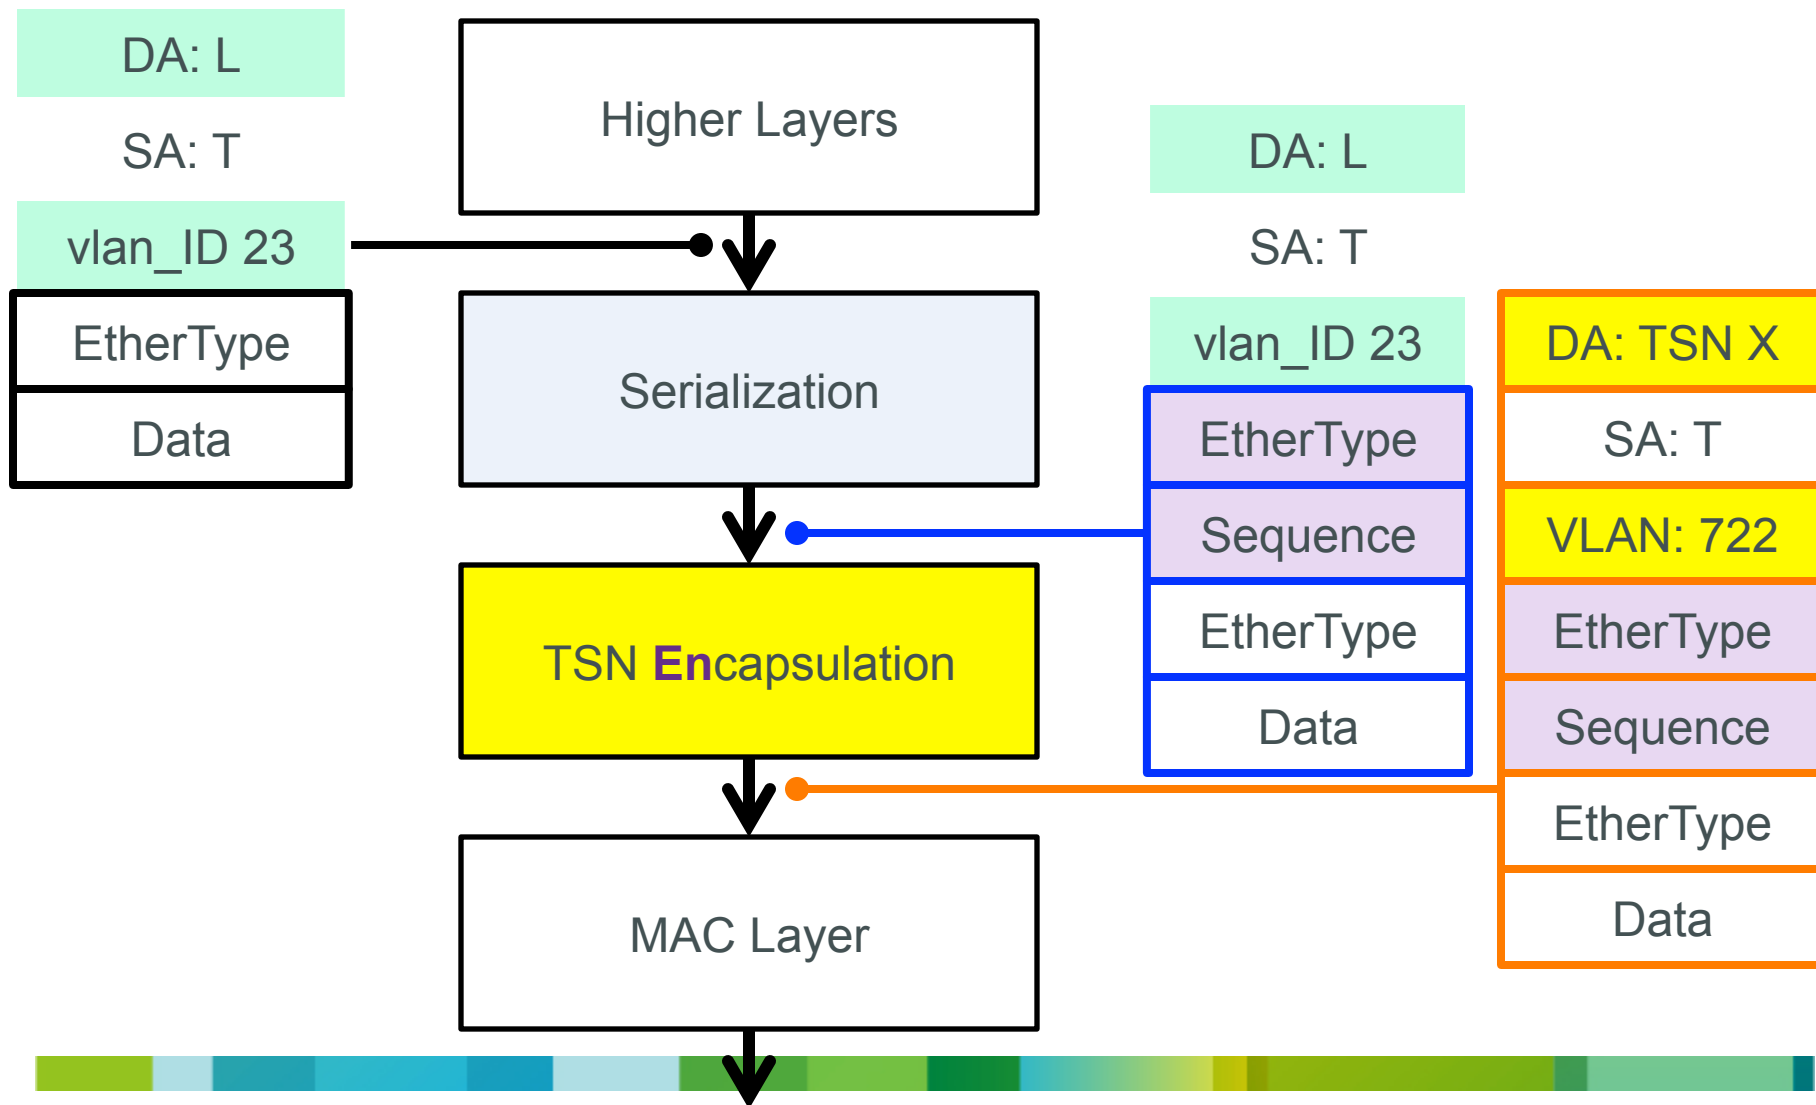 DA: L
SA: T
vlan_ID 23
EtherType
Data
Higher Layers
Serialization
TSN Encapsulation
MAC Layer
DA: L
SA: T
vlan_ID 23
EtherType
Sequence
EtherType
Data
DA: TSN X
SA: T
VLAN: 722
EtherType
Sequence
EtherType
Data